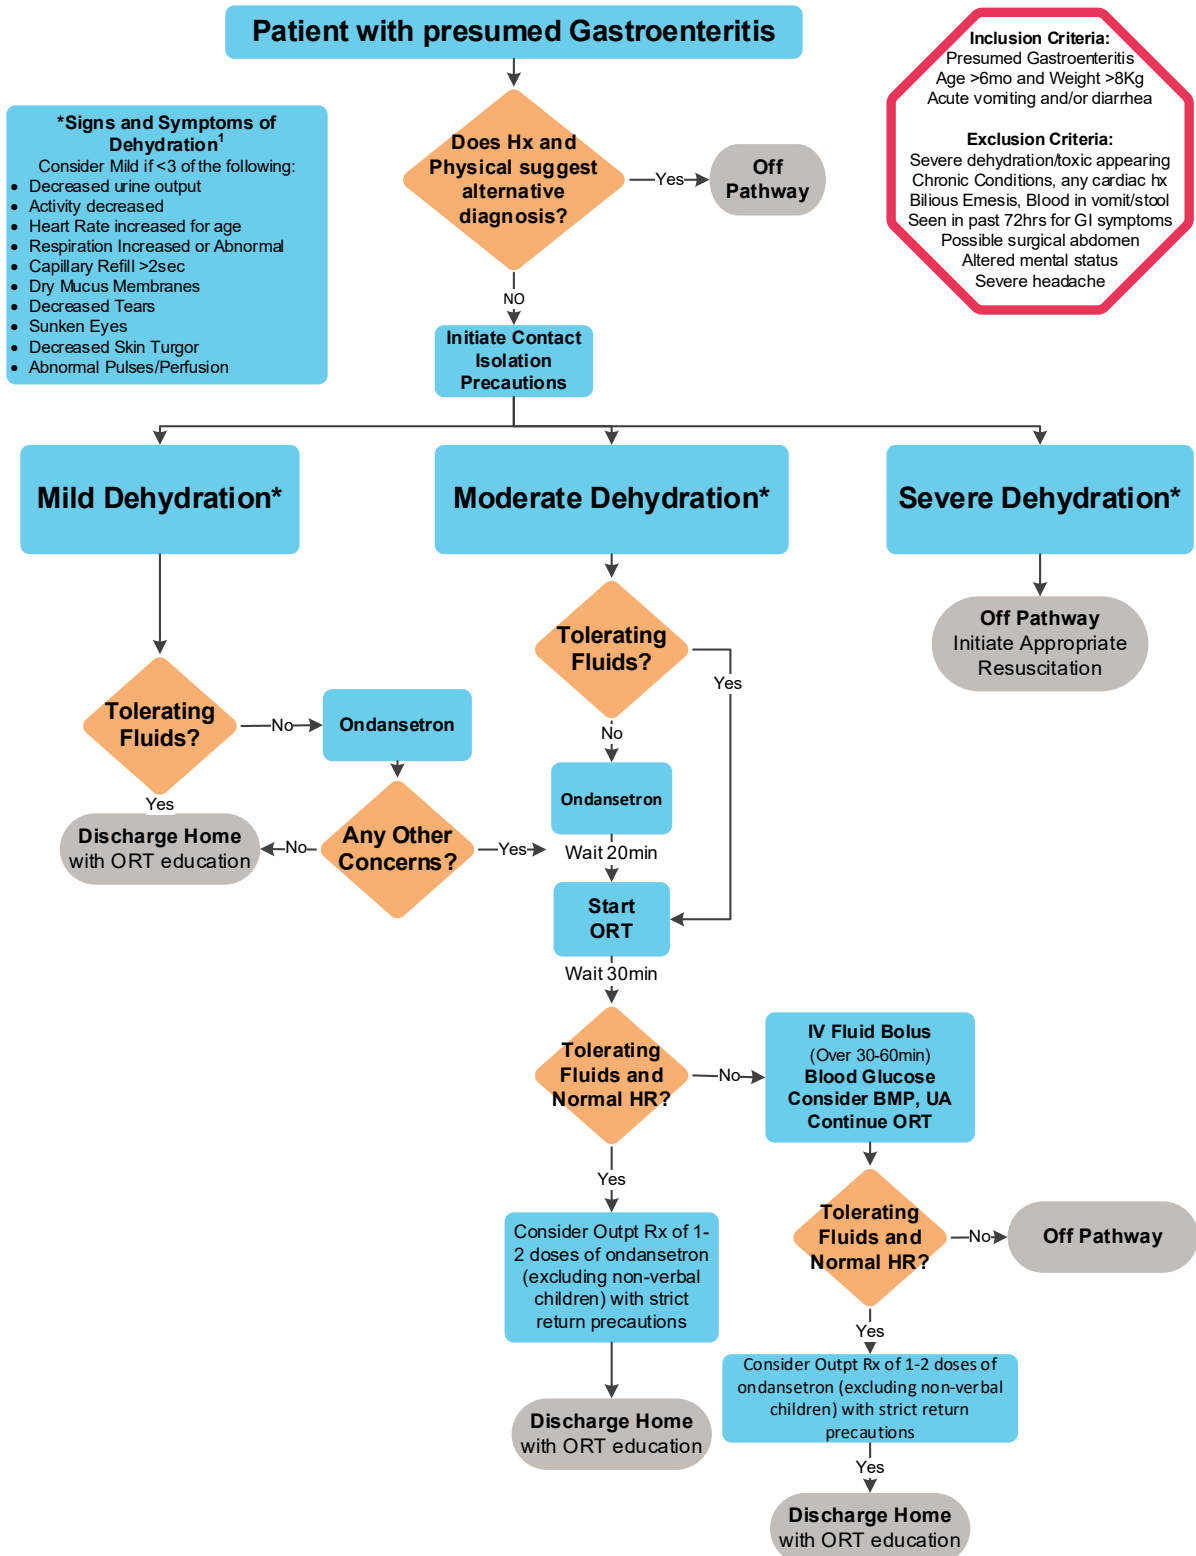 Patient with presumed Gastroenteritis
Inclusion Criteria:
Presumed Gastroenteritis
Age >6mo and Weight >8Kg
Acute vomiting and/or diarrhea
Exclusion Criteria:
Severe dehydration/toxic appearing
Chronic Conditions, any cardiac hx
Bilious Emesis, Blood in vomit/stool
Seen in past 72hrs for GI symptoms
Possible surgical abdomen
Altered mental status
Severe headache
*Signs and Symptoms of
Dehydration1
Consider Mild if <3 of the following:
• Decreased urine output
• Activity decreased
• Heart Rate increased for age
• Respiration Increased or Abnormal
• Capillary Refill >2sec
• Dry Mucus Membranes
• Decreased Tears
• Sunken Eyes
• Decreased Skin Turgor
• Abnormal Pulses/Perfusion
Does Hx and
Physical suggest
alternative
diagnosis?
Yes
Off
Pathway
NO
Initiate Contact
Isolation
Precautions
Mild Dehydration*
Moderate Dehydration*
Severe Dehydration*
Off Pathway
Initiate Appropriate
Resuscitation
Tolerating
Fluids?
No
Ondansetron
Yes
Discharge Home
with ORT education
No
Any Other
Concerns?
Yes
Tolerating
Fluids?
Yes
No
Ondansetron
Wait 20min
Start
ORT
Wait 30min
Tolerating
Fluids and
Normal HR?
No
IV Fluid Bolus
(Over 30-60min)
Blood Glucose
Consider BMP, UA
Continue ORT
Yes
Consider Outpt Rx of 1-
2 doses of ondansetron
(excluding non-verbal
children) with strict
return precautions
Discharge Home
with ORT education
Tolerating
Fluids and
Normal HR?
No
Off Pathway
Yes
Consider Outpt Rx of 1-2 doses of
ondansetron (excluding non-verbal
children) with strict return
precautions
Yes
Discharge Home
with ORT education